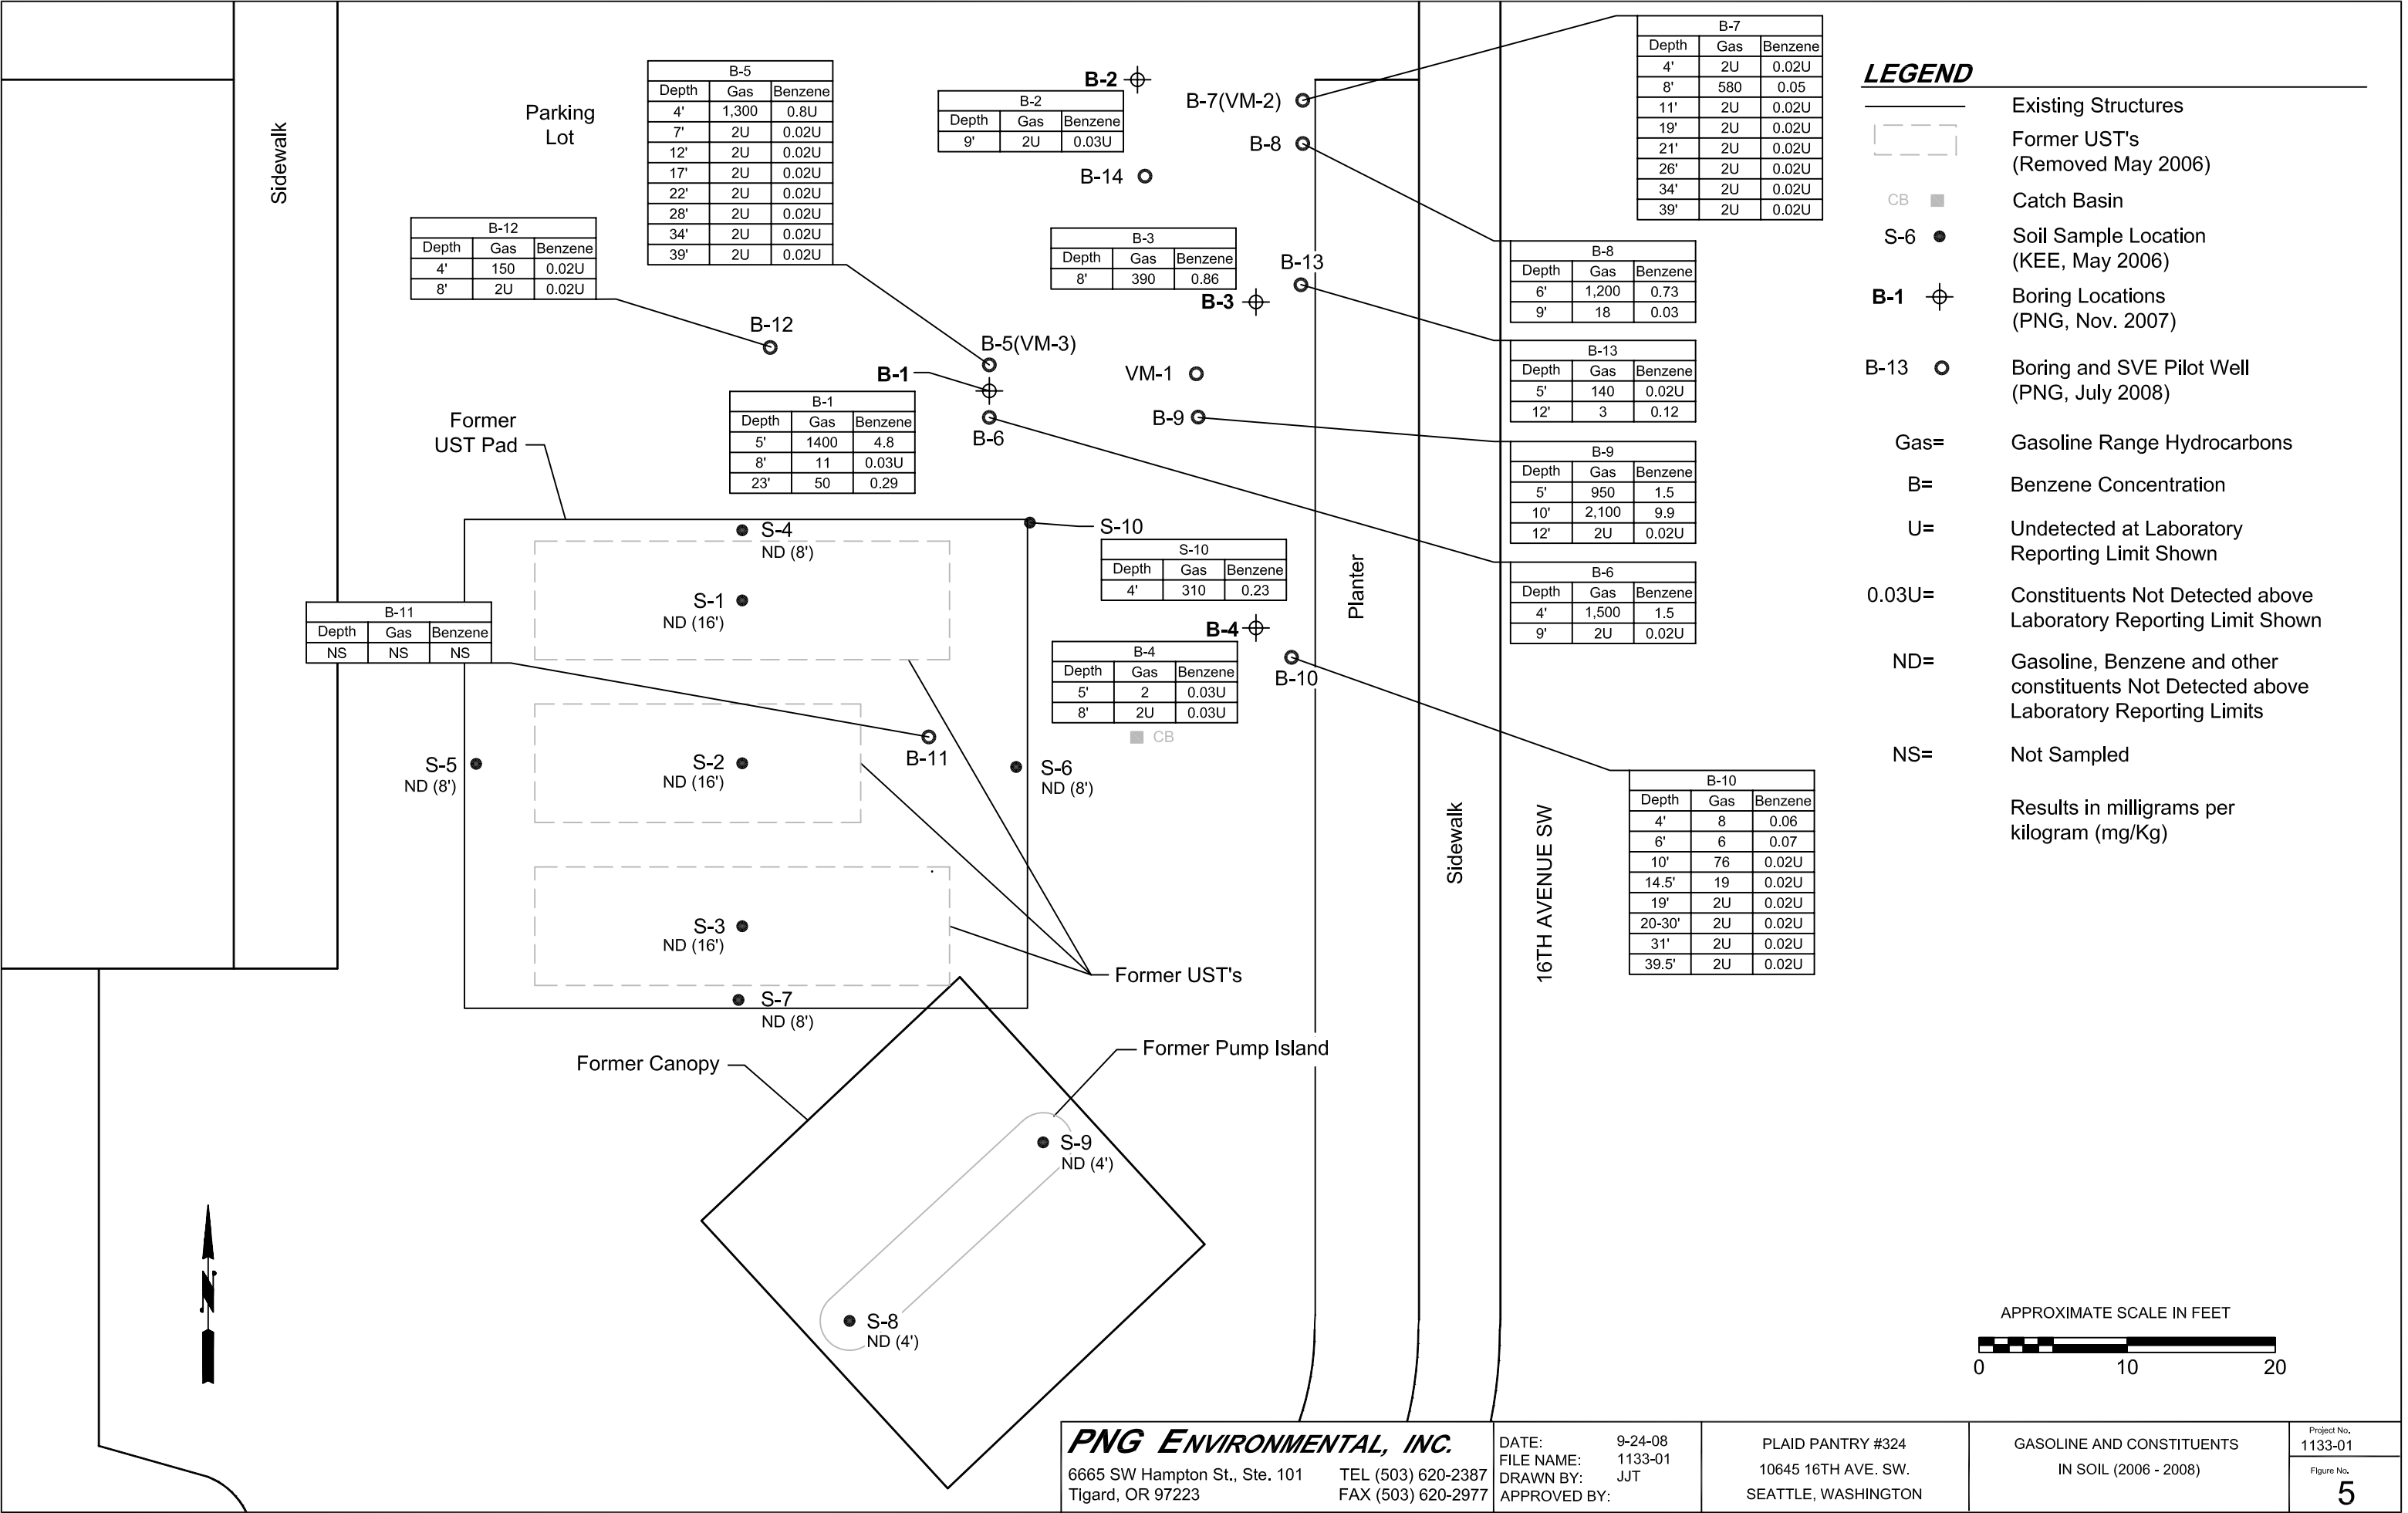 Sidewalk
Parking
Lot
B-5
Depth Gas Benzene
4' 1,300 0.8U
7' 2U 0.02U
12' 2U 0.02U
17' 2U 0.02U
22' 2U 0.02U
28' 2U 0.02U
34' 2U 0.02U
39' 2U 0.02U
B-12
Depth Gas Benzene
4' 150 0.02U
8' 2U 0.02U
B-12
B-2
B-2
Depth Gas Benzene
9' 2U 0.03U
B-14
B-7(VM-2)
B-8
B-3
Depth Gas Benzene
8' 390 0.86
B-3
B-13
B-5(VM-3)
B-1
B-6
VM-1
B-9
B-1
Depth Gas Benzene
5' 1400 4.8
8' 11 0.03U
23' 50 0.29
Former
UST Pad
S-4
ND (8')
S-1
ND (16')
B-11
Depth Gas Benzene
NS NS NS
S-10
S-10
Depth Gas Benzene
4' 310 0.23
B-4
B-4
Depth Gas Benzene
5' 2 0.03U
8' 2U 0.03U
CB
B-10
S-5
ND (8')
S-2
ND (16')
B-11
S-6
ND (8')
S-3
ND (16')
S-7
ND (8')
Former UST's
Former Canopy
Former Pump Island
S-9
ND (4')
S-8
ND (4')
N
Planter
Sidewalk
16TH AVENUE SW
B-7
Depth Gas Benzene
4' 2U 0.02U
8' 580 0.05
11' 2U 0.02U
19' 2U 0.02U
21' 2U 0.02U
26' 2U 0.02U
34' 2U 0.02U
39' 2U 0.02U
B-8
Depth Gas Benzene
6' 1,200 0.73
9' 18 0.03
B-13
Depth Gas Benzene
5' 140 0.02U
12' 3 0.12
B-9
Depth Gas Benzene
5' 950 1.5
10' 2,100 9.9
12' 2U 0.02U
B-6
Depth Gas Benzene
4' 1,500 1.5
9' 2U 0.02U
B-10
Depth Gas Benzene
4' 8 0.06
6' 6 0.07
10' 76 0.02U
14.5' 19 0.02U
19' 2U 0.02U
20-30' 2U 0.02U
31' 2U 0.02U
39.5' 2U 0.02U
LEGEND
Existing Structures
Former UST's
(Removed May 2006)
CB Catch Basin
S-6 Soil Sample Location
(KEE, May 2006)
B-1 Boring Locations
(PNG, Nov. 2007)
B-13 Boring and SVE Pilot Well
(PNG, July 2008)
Gas= Gasoline Range Hydrocarbons
B= Benzene Concentration
U= Undetected at Laboratory
Reporting Limit Shown
0.03U= Constituents Not Detected above
Laboratory Reporting Limit Shown
ND= Gasoline, Benzene and other
constituents Not Detected above
Laboratory Reporting Limits
NS= Not Sampled
Results in milligrams per
kilogram (mg/Kg)
APPROXIMATE SCALE IN FEET
0 10 20
PNG ENVIRONMENTAL, INC.
6665 SW Hampton St., Ste. 101 TEL (503) 620-2387
Tigard, OR 97223 FAX (503) 620-2977
DATE: 9-24-08
FILE NAME: 1133-01
DRAWN BY: JJT
APPROVED BY:
PLAID PANTRY #324
10645 16TH AVE. SW.
SEATTLE, WASHINGTON
GASOLINE AND CONSTITUENTS
IN SOIL (2006 - 2008)
Project No.
1133-01
Figure No.
5